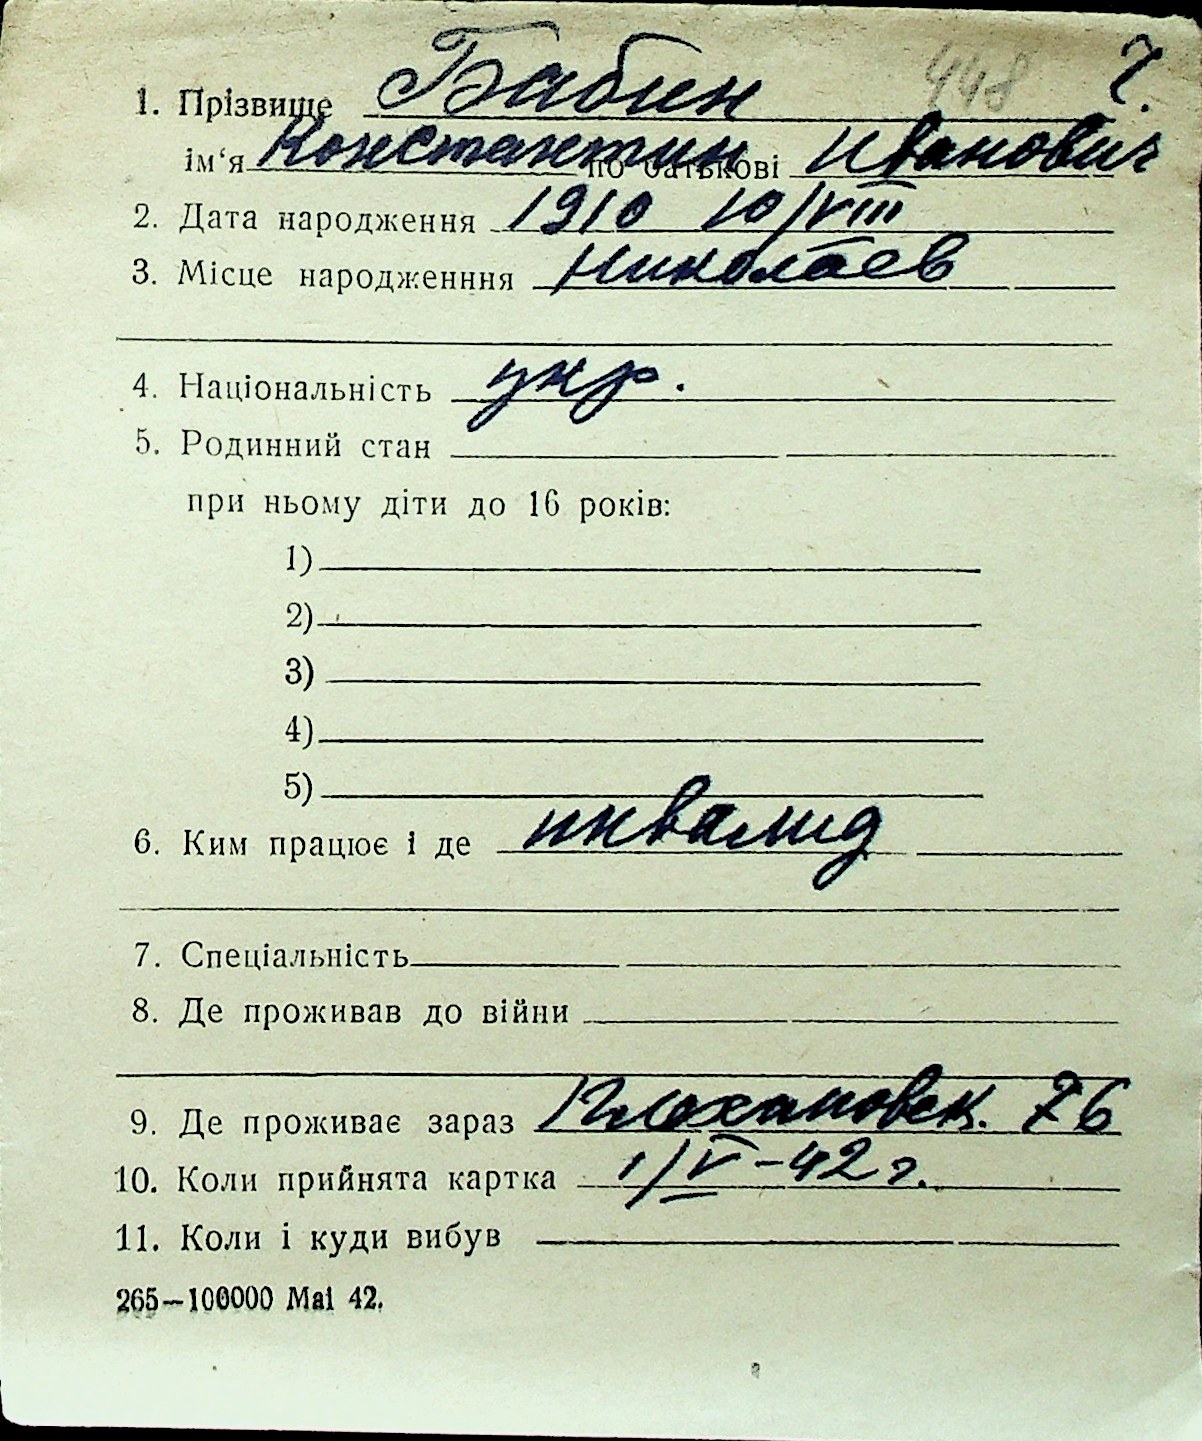 448 7.
1. Прізвище Бабин
ім'я Константин по батькові Иванович
2. Дата народження 1910 10/VIII
3. Місце народженння Николаев
4. Національність укр.
5. Родинний стан
при ньому діти до 16 років:
1)
2)
3)
4)
5)
6. Ким працює і де инвалид
7. Спеціальність
8. Де проживав до війни
9. Де проживає зараз 76
10. Коли прийнята картка 1/V-42 г.
11. Коли і куди вибув
265—100000 Mai 42.